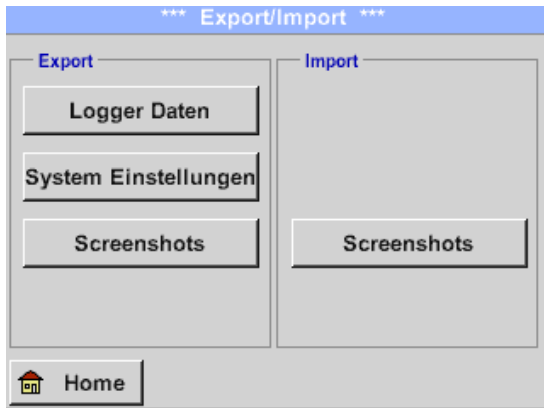 *** Export/Import ***
Export
Logger Daten
System Einstellungen
Screenshots
Import
Screenshots
Home